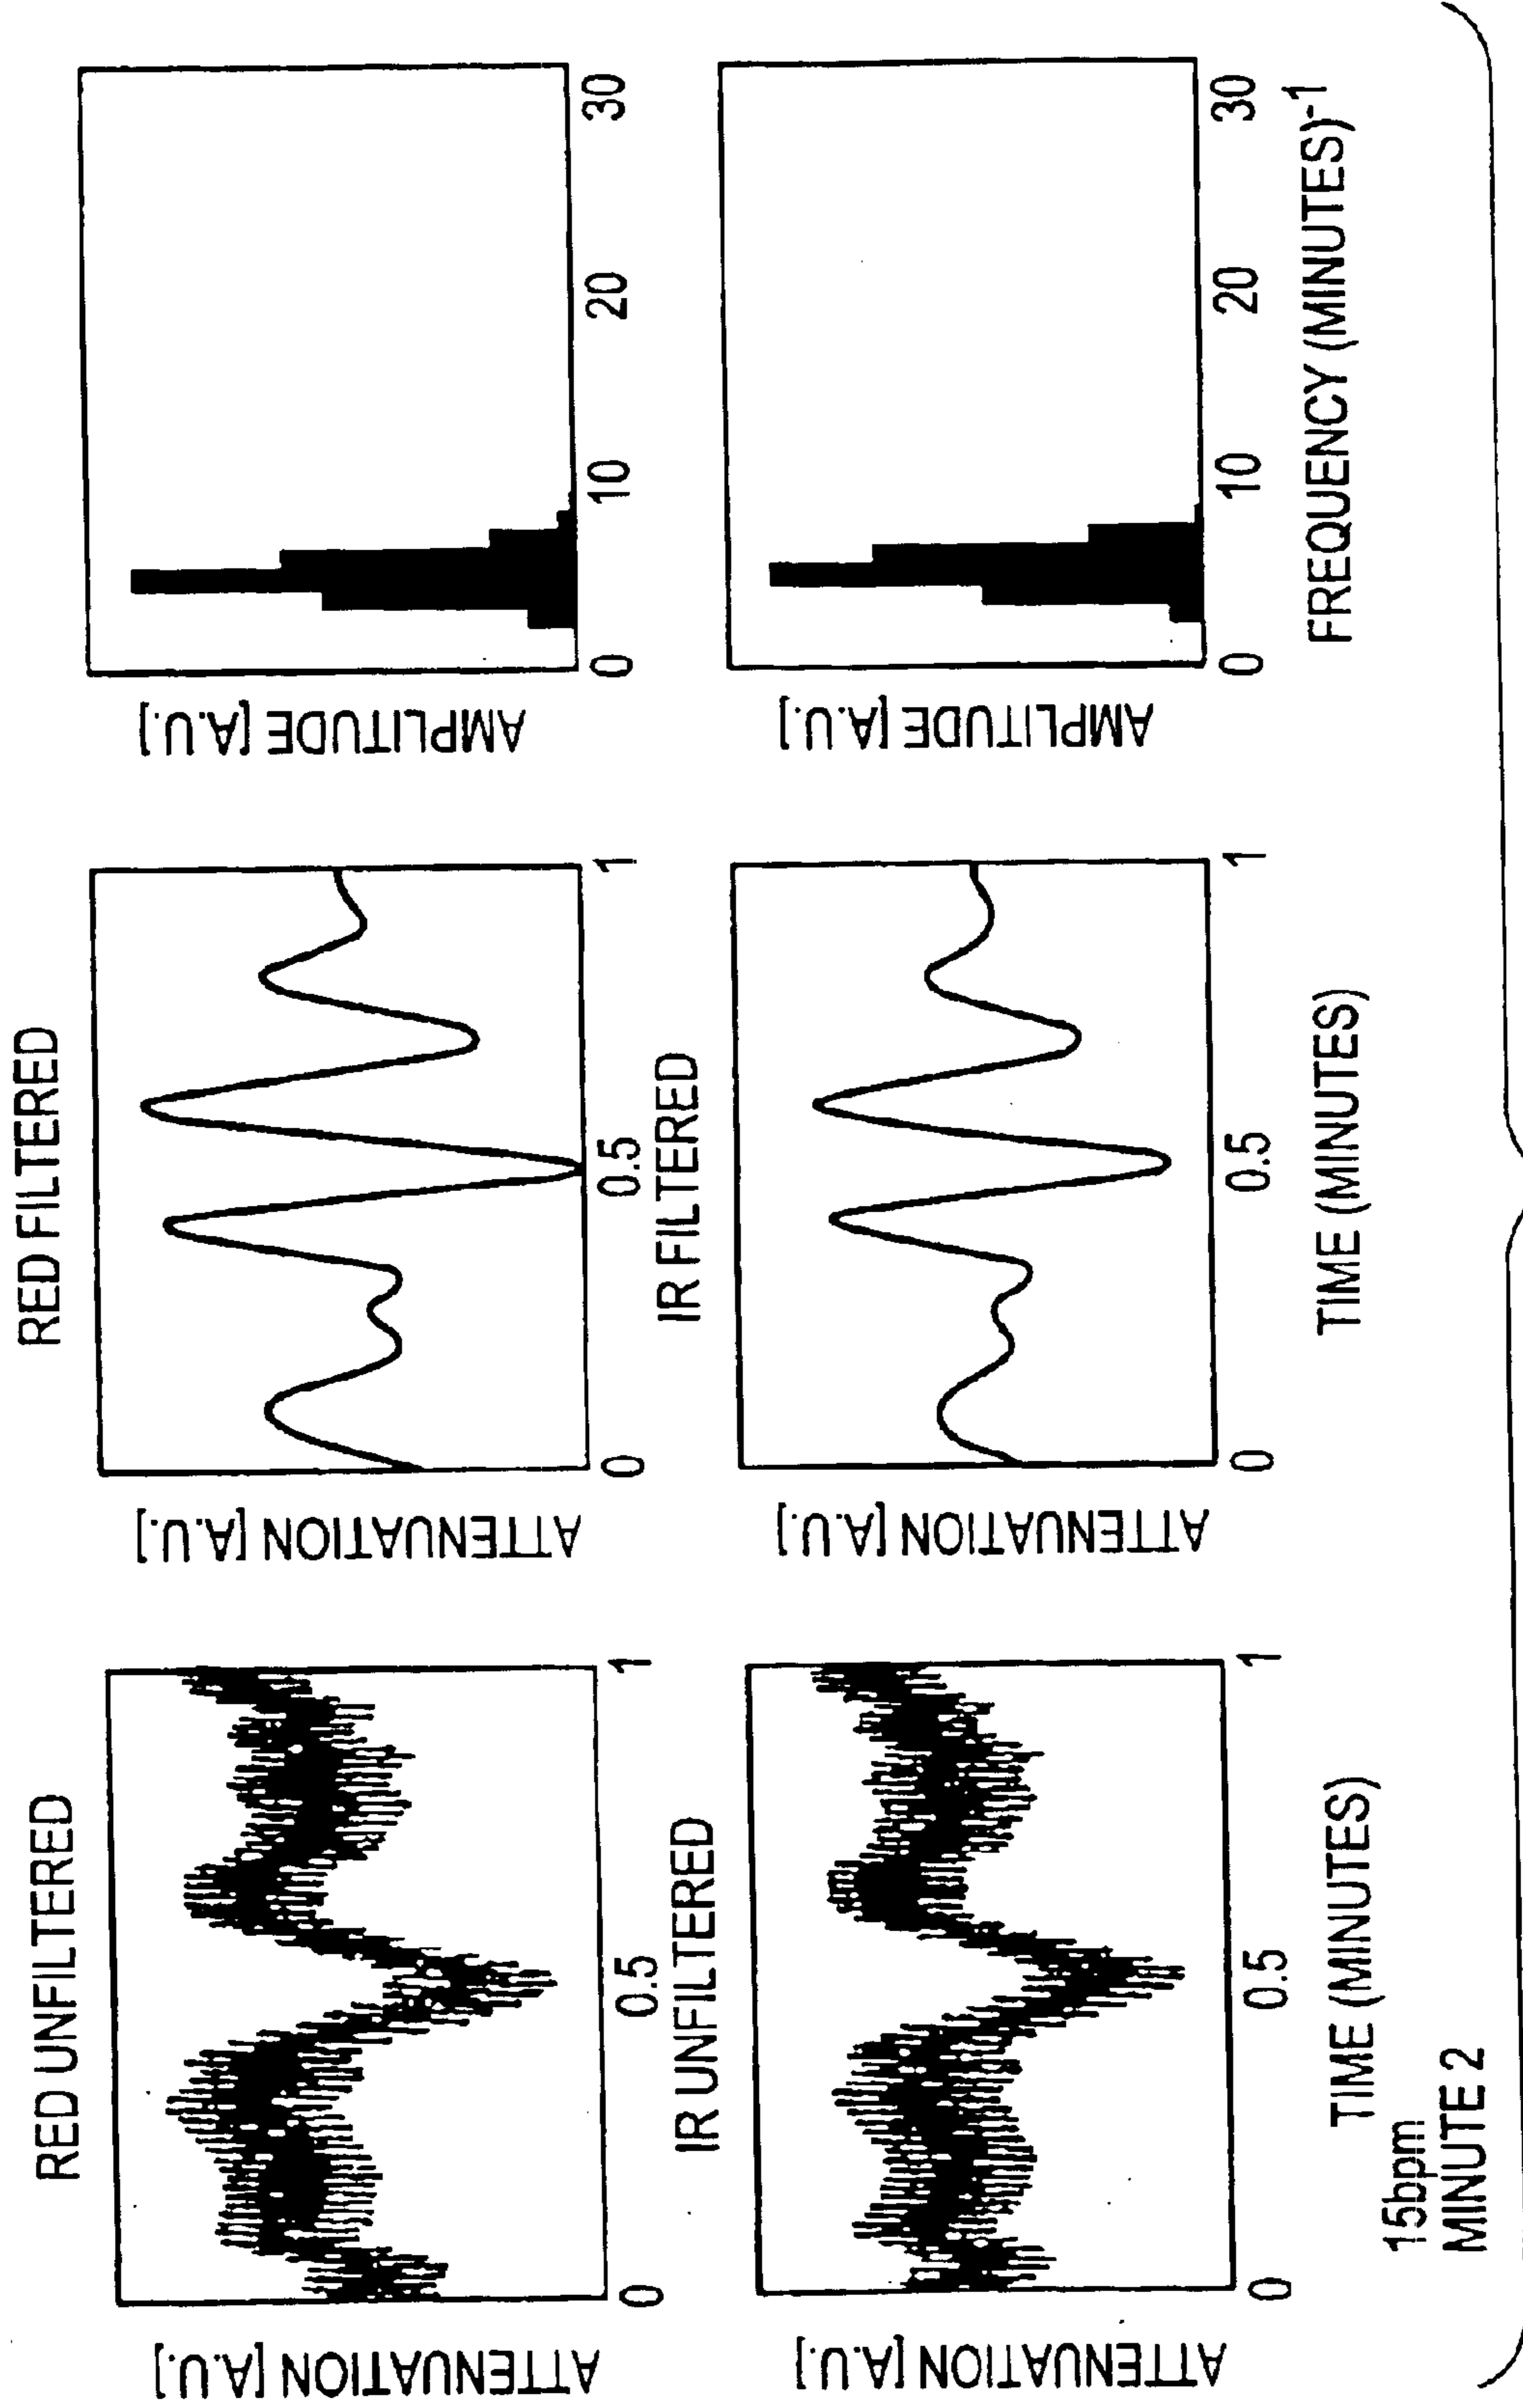 RED UNFILTERED
ATTENUATION [A.U.]
0
0.5
1
RED FILTERED
ATTENUATION [A.U.]
0
0.5
1
AMPLITUDE [A.U.]
0
10
20
30
IR UNFILTERED
ATTENUATION [A.U.]
0
0.5
1
TIME (MINUTES)
IR FILTERED
ATTENUATION [A.U.]
0
0.5
1
TIME (MINUTES)
AMPLITUDE [A.U.]
0
10
20
30
FREQUENCY (MINUTES)-1
15bpm
MINUTE 2